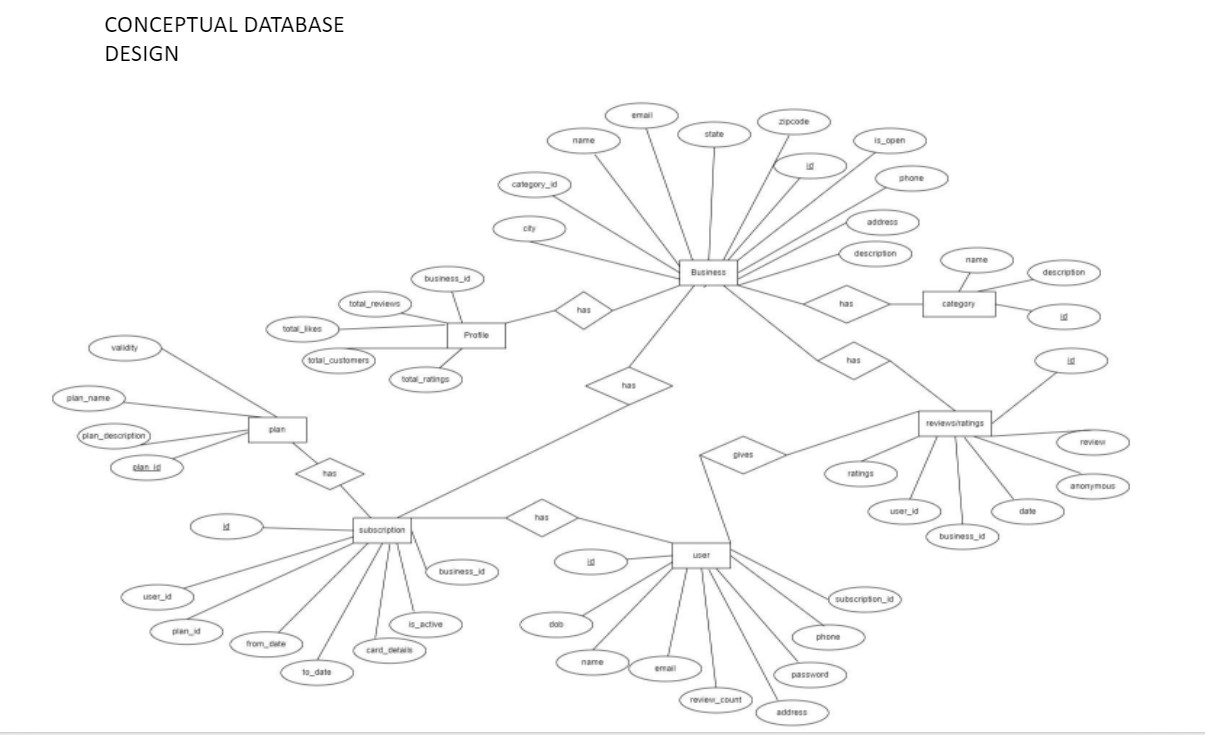 CONCEPTUAL DATABASE
DESIGN
email
zipcode
state
name
is_open
id
phone
category_id
address
city
description
name
Business
description
business_id
total_reviews
has
has
category
id
total_likes
Profile
validity
total_customers
has
id
total_ratings
has
plan_name
reviews/ratings
plan
plan_description
review
gives
plan_id
has
ratings
anonymous
user_id
date
has
id
subscription
business_id
user
id
business_id
user_id
subscription_id
is_active
dob
plan_id
phone
from_date
card_details
name
email
to_date
password
review_count
address